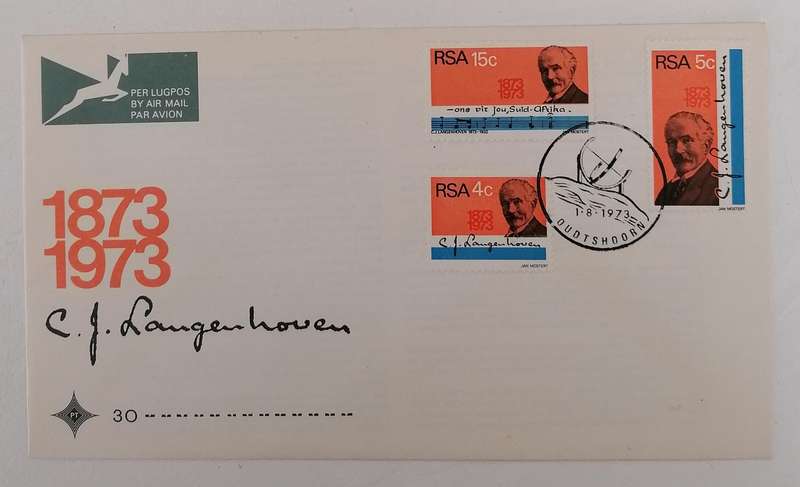 PER LUGPOS
BY AIR MAIL
PAR AVION
1873
1973
C. J. Langenhoven
PT
30
RSA 15c
1873
1973
—ons vir jou, Suid-Afrika.
C.J. LANGENHOVEN 1873-1932 JAN MOSTERT
RSA 4c
1873
1973
C. J. Langenhoven
JAN MOSTERT
RSA 5c
1873
1973
C. J. Langenhoven
JAN MOSTERT
1·8·1973
OUDTSHOORN